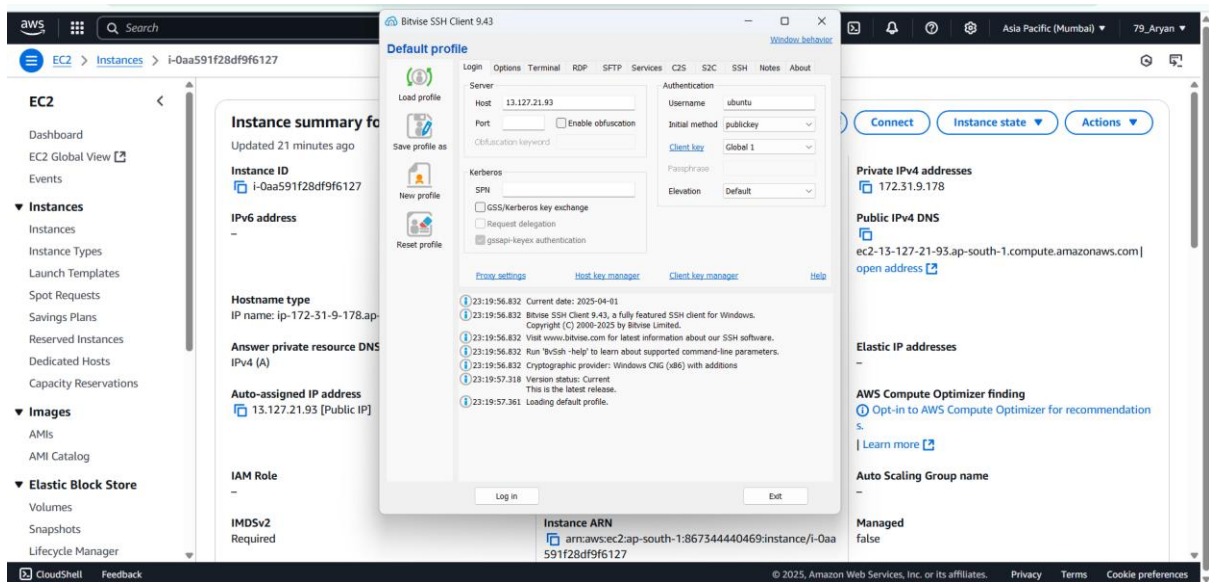 aws
Search
Asia Pacific (Mumbai) ▼
79_Aryan ▼
EC2 > Instances > i-0aa591f28df9f6127
EC2
Dashboard
EC2 Global View
Events
▼ Instances
Instances
Instance Types
Launch Templates
Spot Requests
Savings Plans
Reserved Instances
Dedicated Hosts
Capacity Reservations
▼ Images
AMIs
AMI Catalog
▼ Elastic Block Store
Volumes
Snapshots
Lifecycle Manager
Instance summary fo
Updated 21 minutes ago
Connect
Instance state ▼
Actions ▼
Instance ID
i-0aa591f28df9f6127
IPv6 address
–
Hostname type
IP name: ip-172-31-9-178.ap-
Answer private resource DNS
IPv4 (A)
Auto-assigned IP address
13.127.21.93 [Public IP]
IAM Role
–
IMDSv2
Required
Bitvise SSH Client 9.43
Default profile
Window behavior
Load profile
Save profile as
New profile
Reset profile
Login Options Terminal RDP SFTP Services C2S S2C SSH Notes About
Server
Host 13.127.21.93
Port Enable obfuscation
Obfuscation keyword
Kerberos
SPN
GSS/Kerberos key exchange
Request delegation
gssapi-keyex authentication
Authentication
Username ubuntu
Initial method publickey
Client key Global 1
Passphrase
Elevation Default
Proxy settings Host key manager Client key manager Help
23:19:56.832 Current date: 2025-04-01
23:19:56.832 Bitvise SSH Client 9.43, a fully featured SSH client for Windows.
Copyright (C) 2000-2025 by Bitvise Limited.
23:19:56.832 Visit www.bitvise.com for latest information about our SSH software.
23:19:56.832 Run 'BvSsh -help' to learn about supported command-line parameters.
23:19:56.832 Cryptographic provider: Windows CNG (x86) with additions
23:19:57.318 Version status: Current
This is the latest release.
23:19:57.361 Loading default profile.
Log in
Exit
Instance ARN
arn:aws:ec2:ap-south-1:867344440469:instance/i-0aa
591f28df9f6127
Private IPv4 addresses
172.31.9.178
Public IPv4 DNS
ec2-13-127-21-93.ap-south-1.compute.amazonaws.com |
open address
Elastic IP addresses
–
AWS Compute Optimizer finding
Opt-in to AWS Compute Optimizer for recommendation
s.
| Learn more
Auto Scaling Group name
–
Managed
false
CloudShell Feedback
© 2025, Amazon Web Services, Inc. or its affiliates. Privacy Terms Cookie preferences